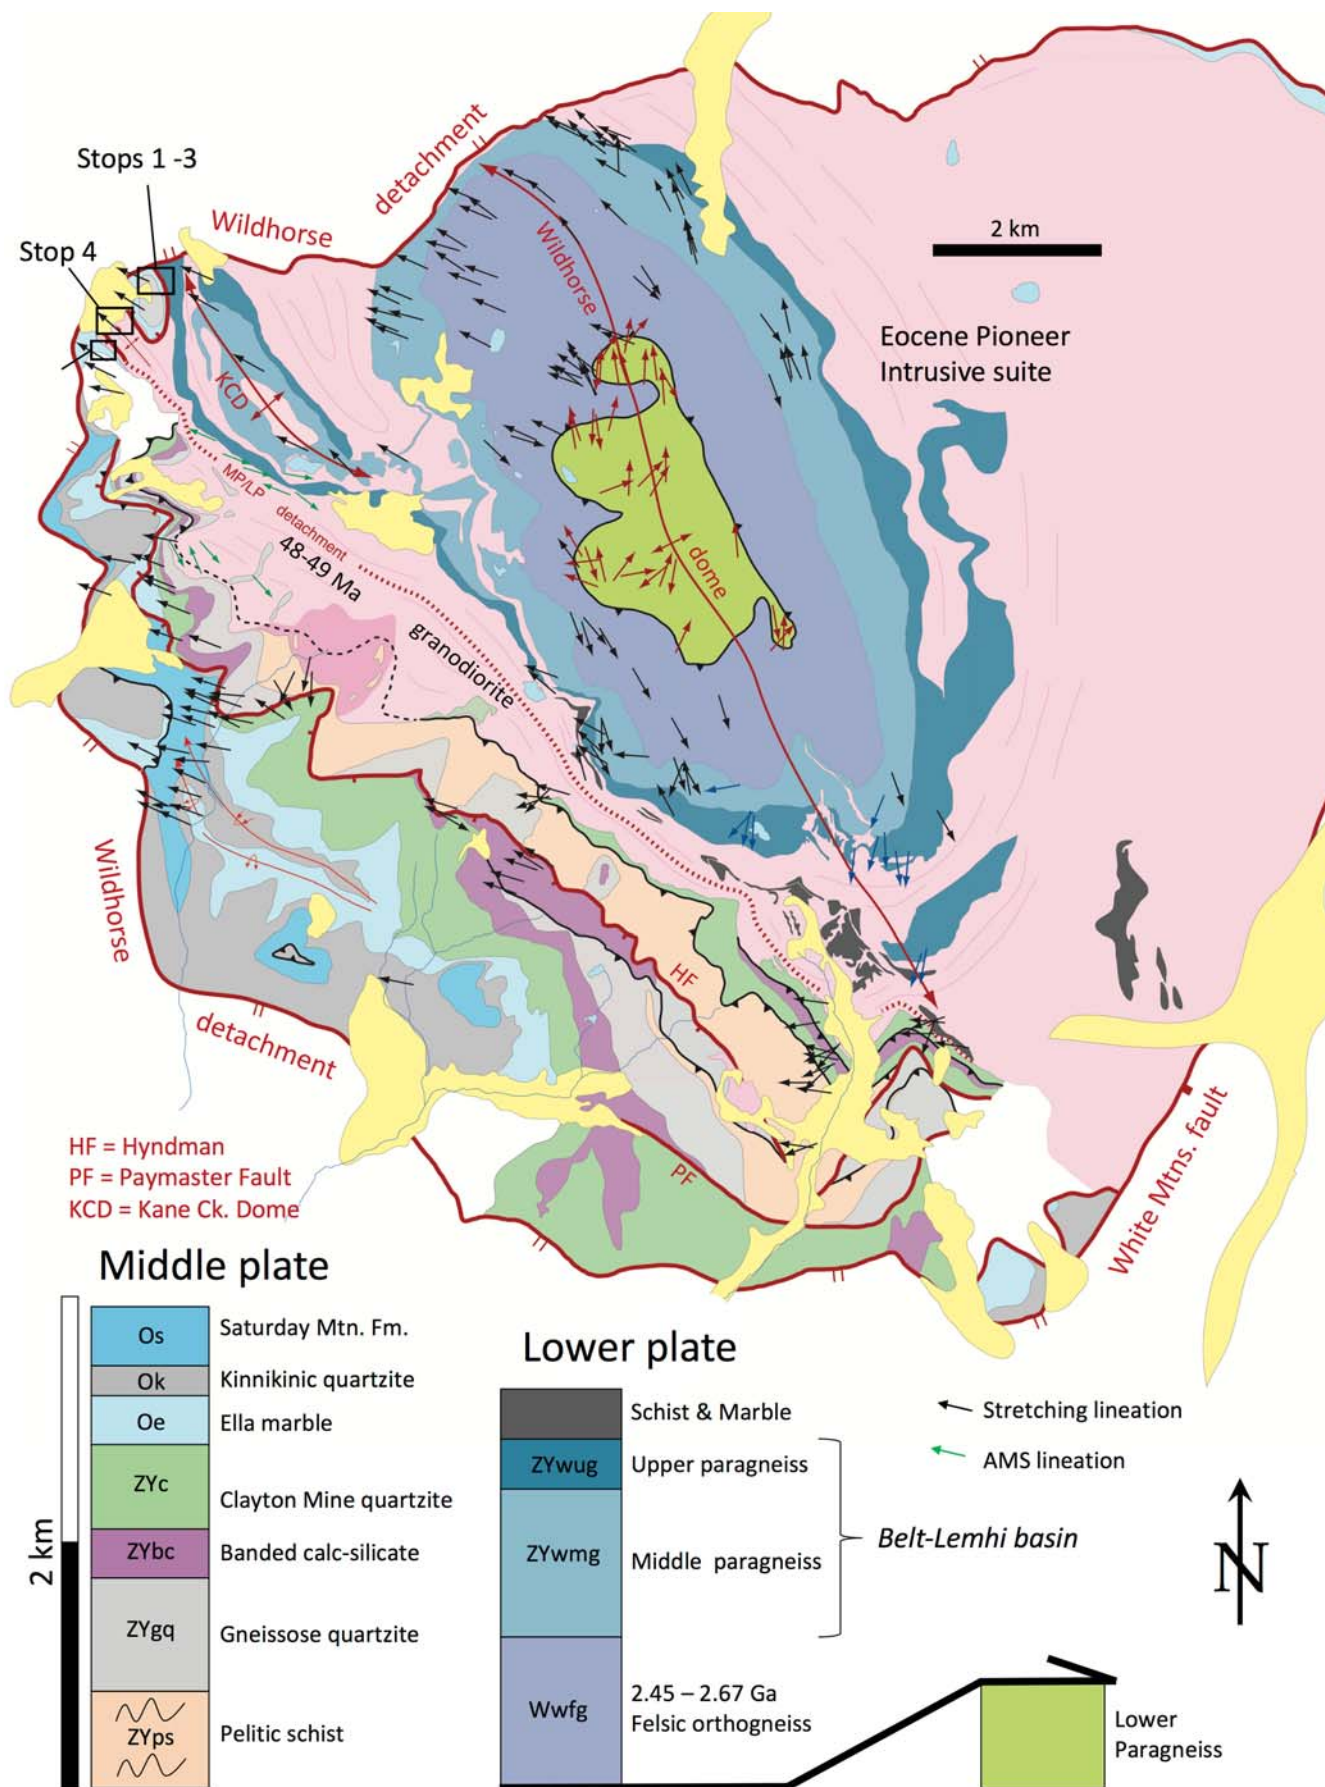 Stops 1 -3
Stop 4
Wildhorse
detachment
2 km
Eocene Pioneer
Intrusive suite
Wildhorse
dome
KCD
MP/LP
detachment
48-49 Ma
granodiorite
Wildhorse
detachment
HF
PF
White Mtns. fault
HF = Hyndman
PF = Paymaster Fault
KCD = Kane Ck. Dome
Middle plate
2 km
Os Saturday Mtn. Fm.
Ok Kinnikinic quartzite
Oe Ella marble
ZYc Clayton Mine quartzite
ZYbc Banded calc-silicate
ZYgq Gneissose quartzite
ZYps Pelitic schist
Lower plate
Schist & Marble
ZYwug Upper paragneiss
ZYwmg Middle paragneiss
Belt-Lemhi basin
Wwfg 2.45 – 2.67 Ga
Felsic orthogneiss
Lower
Paragneiss
Stretching lineation
AMS lineation
N